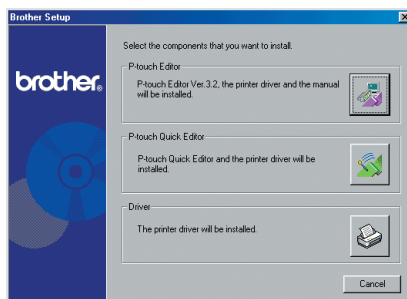 Brother Setup
Select the components that you want to install.
brother®
P-touch Editor
P-touch Editor Ver.3.2, the printer driver and the manual
will be installed.
P-touch Quick Editor
P-touch Quick Editor and the printer driver will be
installed.
Driver
The printer driver will be installed.
Cancel